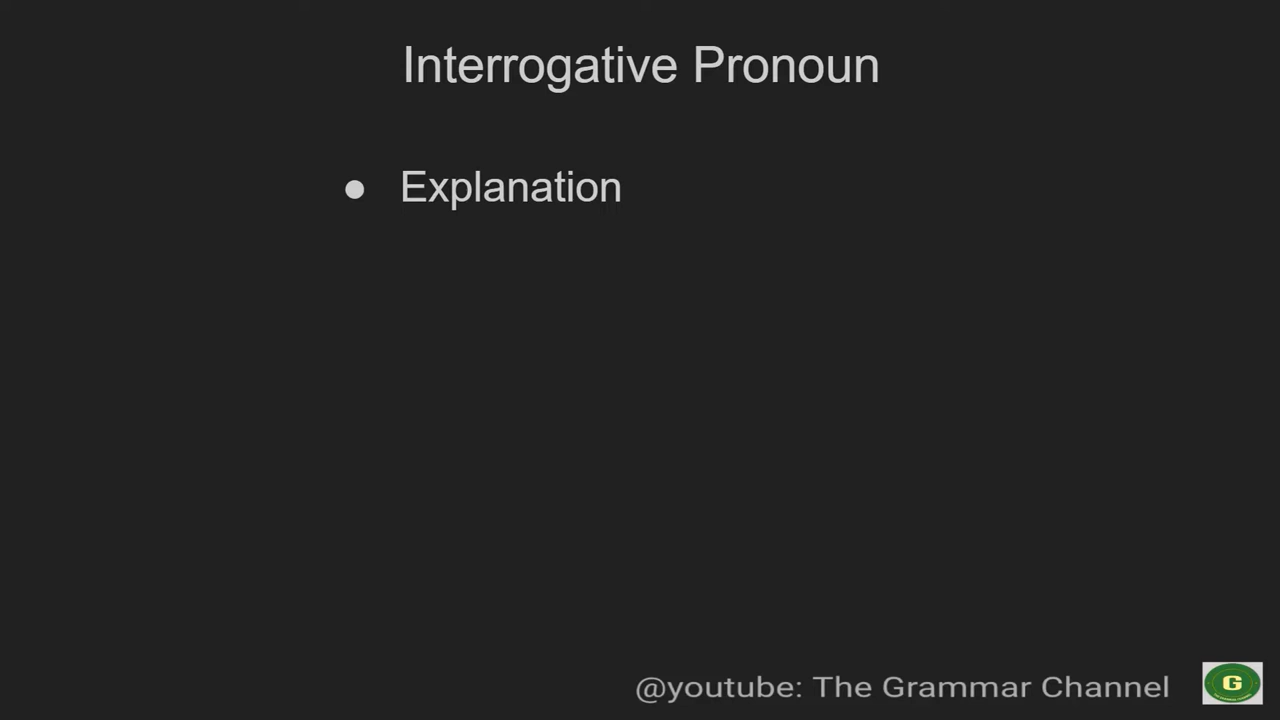 Interrogative Pronoun
● Explanation
@youtube: The Grammar Channel
G